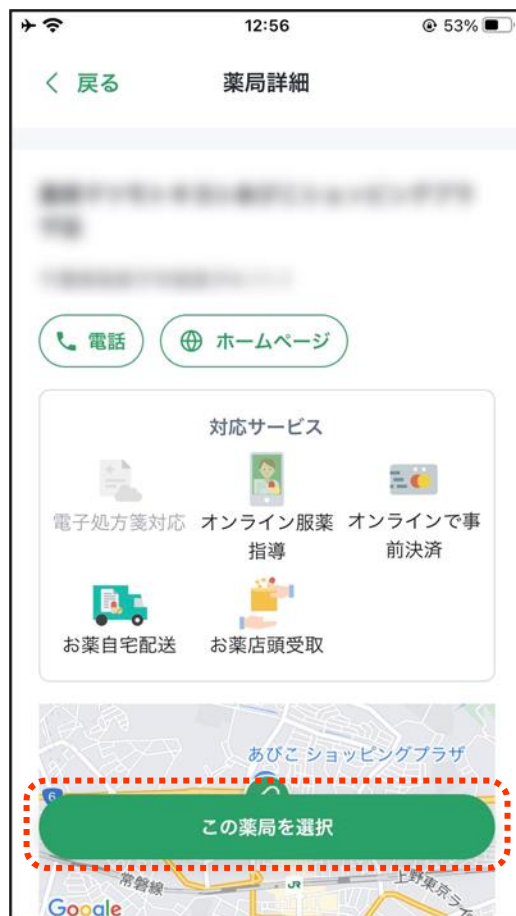 12:56
53%
戻る
薬局詳細
電話
ホームページ
対応サービス
電子処方箋対応
オンライン服薬
指導
オンラインで事
前決済
お薬自宅配送
お薬店頭受取
あびこ ショッピングプラザ
6
この薬局を選択
常磐線
JR
上野東京ライ
Google